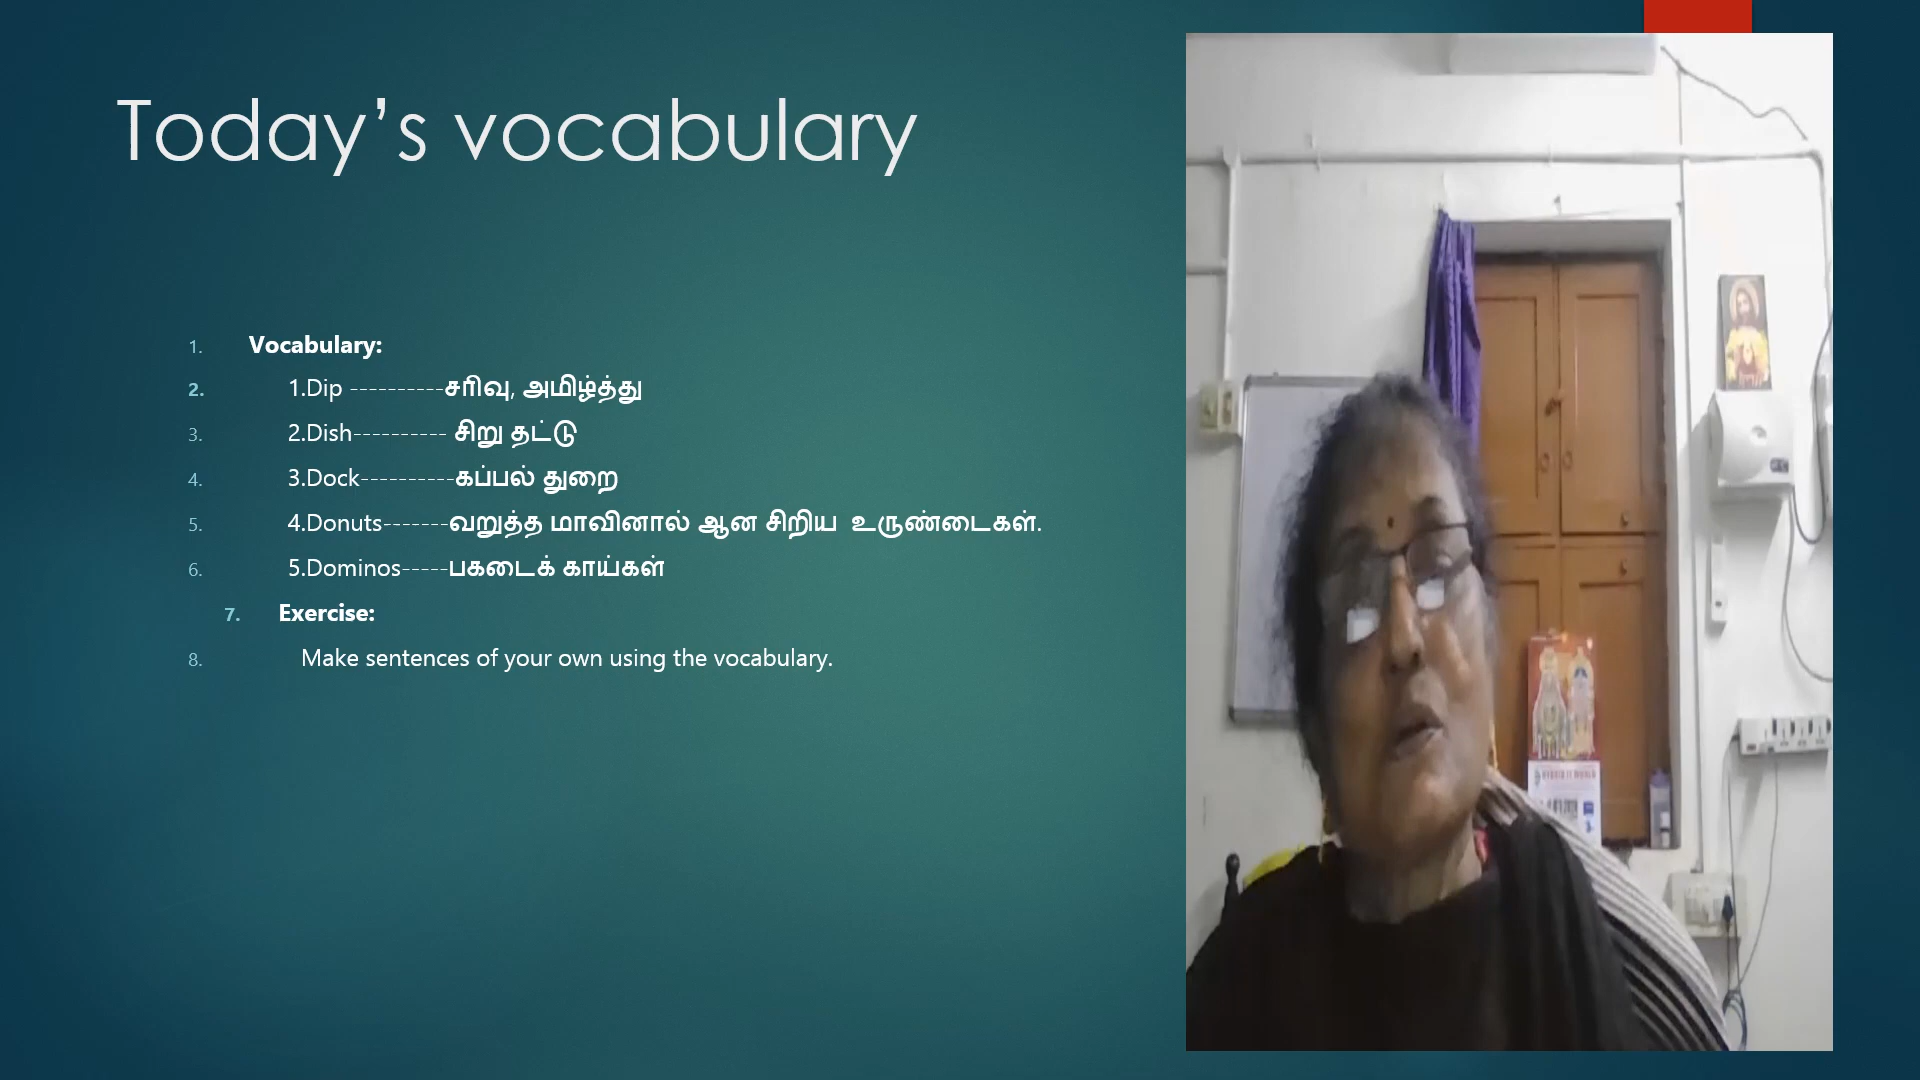 Today’s vocabulary
1. Vocabulary:
2. 1.Dip ----------சரிவு, அமிழ்த்து
3. 2.Dish---------- சிறு தட்டு
4. 3.Dock----------கப்பல் துறை
5. 4.Donuts-------வறுத்த மாவினால் ஆன சிறிய உருண்டைகள்.
6. 5.Dominos-----பகடைக் காய்கள்
7. Exercise:
8. Make sentences of your own using the vocabulary.